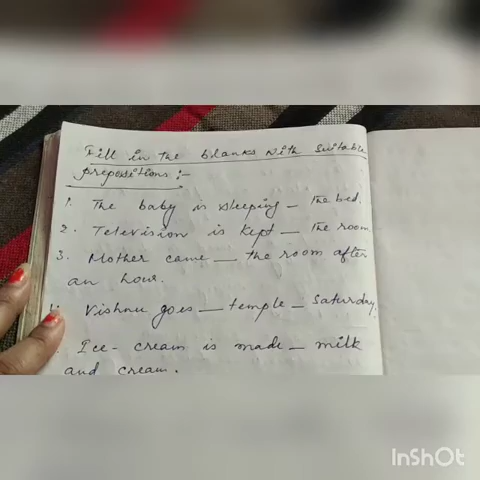 Fill in the blanks with suitable
prepositions :-
1. The baby is sleeping _ the bed.
2. Television is kept _ the room.
3. Mother came _ the room after
an hour.
Vishnu goes _ temple _ Saturday.
Ice-cream is made _ milk
and cream.
InShOt